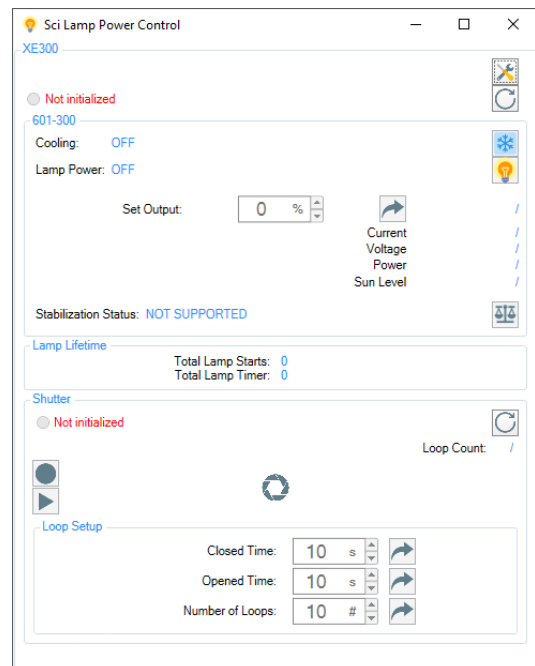 Sci Lamp Power Control
XE300
Not initialized
601-300
Cooling: OFF
Lamp Power: OFF
Set Output: 0 %
/
Current /
Voltage /
Power /
Sun Level /
Stabilization Status: NOT SUPPORTED
Lamp Lifetime
Total Lamp Starts: 0
Total Lamp Timer: 0
Shutter
Not initialized
Loop Count: /
Loop Setup
Closed Time: 10 s
Opened Time: 10 s
Number of Loops: 10 #